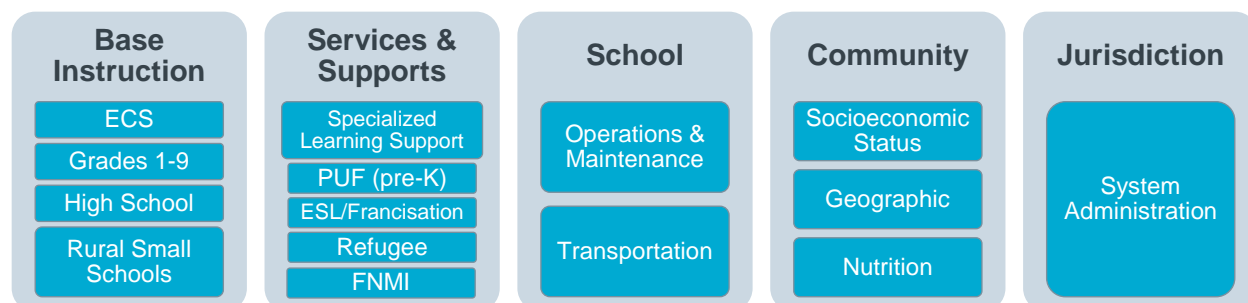 Base
Instruction
ECS
Grades 1-9
High School
Rural Small
Schools
Services &
Supports
Specialized
Learning Support
PUF (pre-K)
ESL/Francisation
Refugee
FNMI
School
Operations &
Maintenance
Transportation
Community
Socioeconomic
Status
Geographic
Nutrition
Jurisdiction
System
Administration